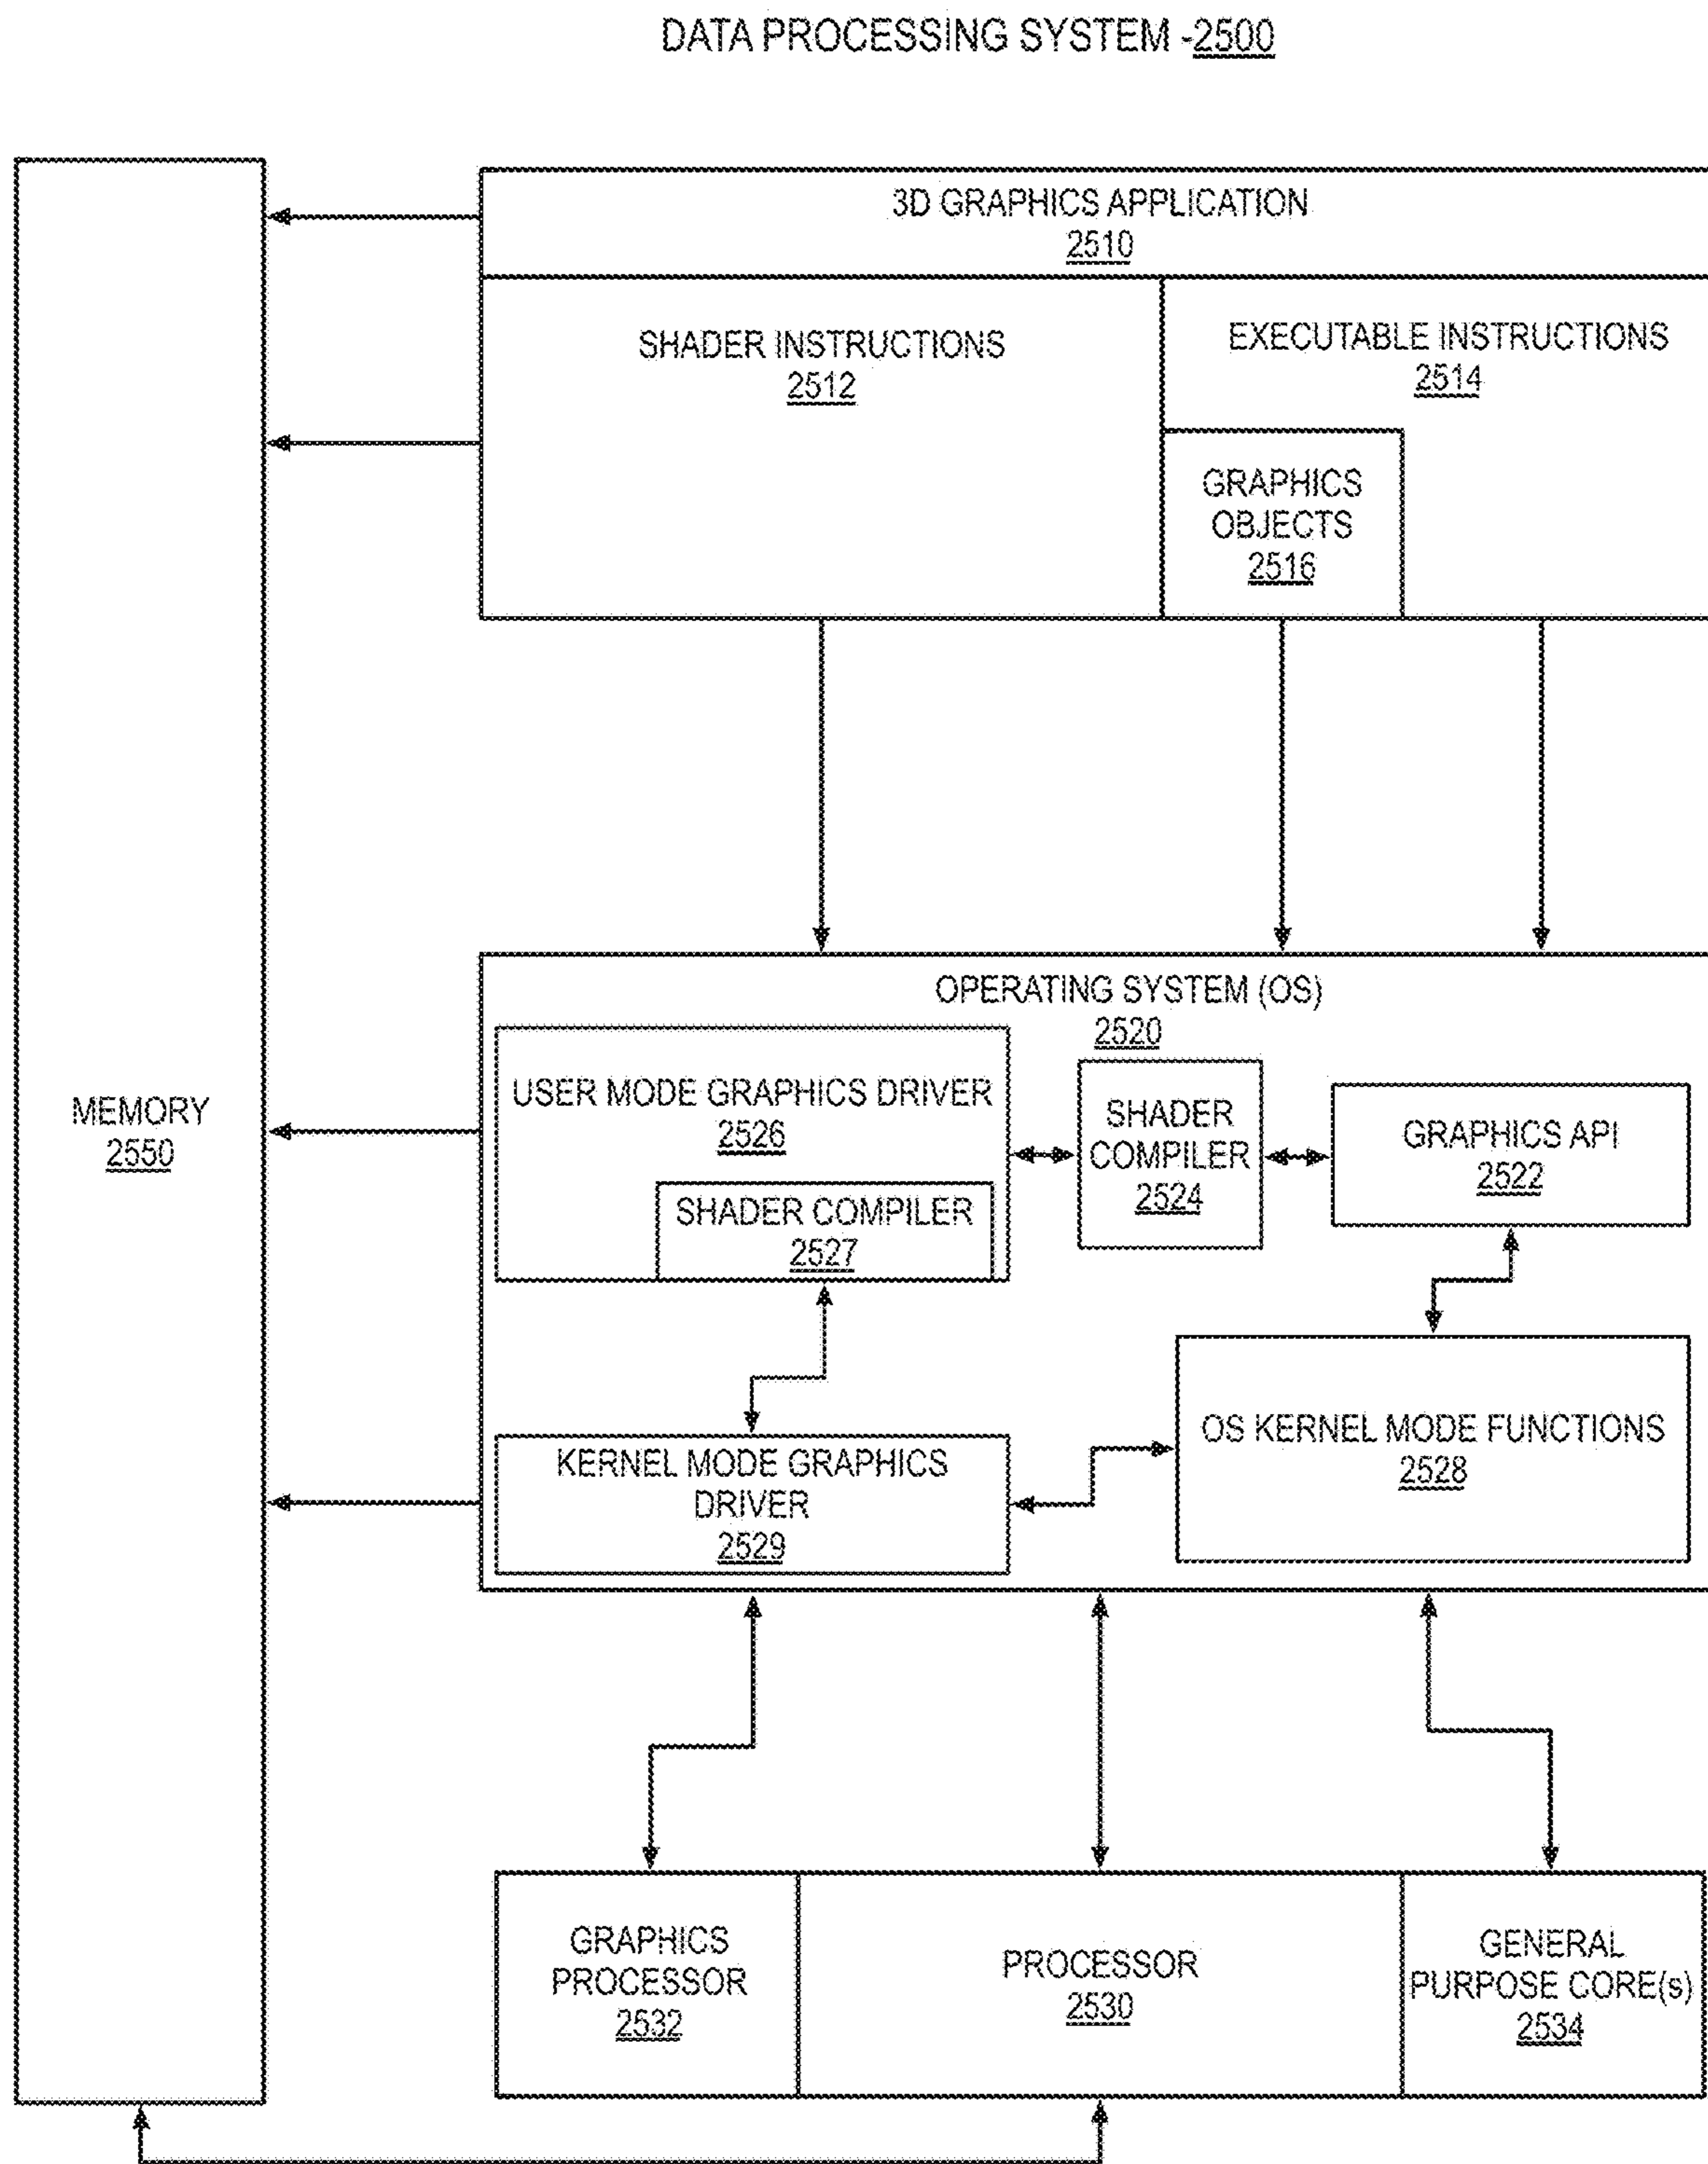 DATA PROCESSING SYSTEM -2500
3D GRAPHICS APPLICATION
2510
SHADER INSTRUCTIONS
2512
EXECUTABLE INSTRUCTIONS
2514
GRAPHICS
OBJECTS
2516
OPERATING SYSTEM (OS)
2520
USER MODE GRAPHICS DRIVER
2526
SHADER COMPILER
2527
SHADER
COMPILER
2524
GRAPHICS API
2522
MEMORY
2550
KERNEL MODE GRAPHICS
DRIVER
2529
OS KERNEL MODE FUNCTIONS
2528
GRAPHICS
PROCESSOR
2532
PROCESSOR
2530
GENERAL
PURPOSE CORE(s)
2534